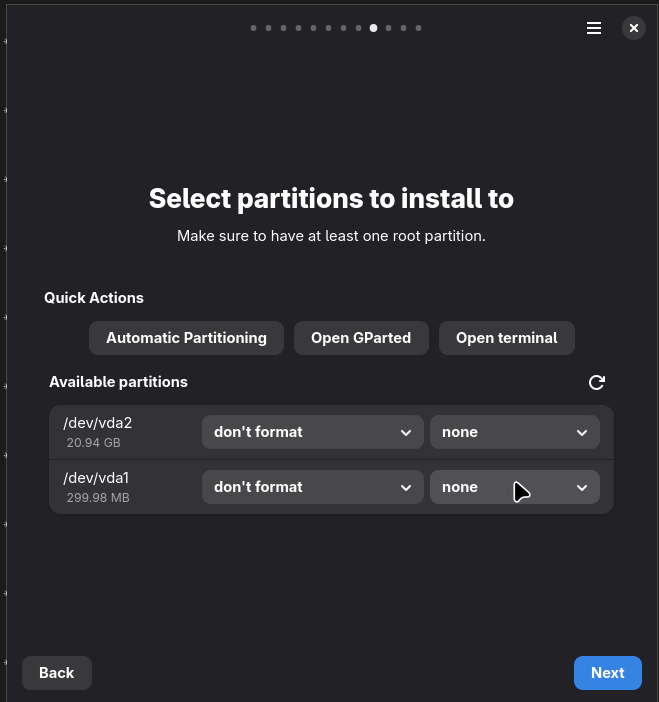 Select partitions to install to
Make sure to have at least one root partition.
Quick Actions
Automatic Partitioning Open GParted Open terminal
Available partitions
/dev/vda2 don't format none
20.94 GB
/dev/vda1 don't format none
299.98 MB
Back Next